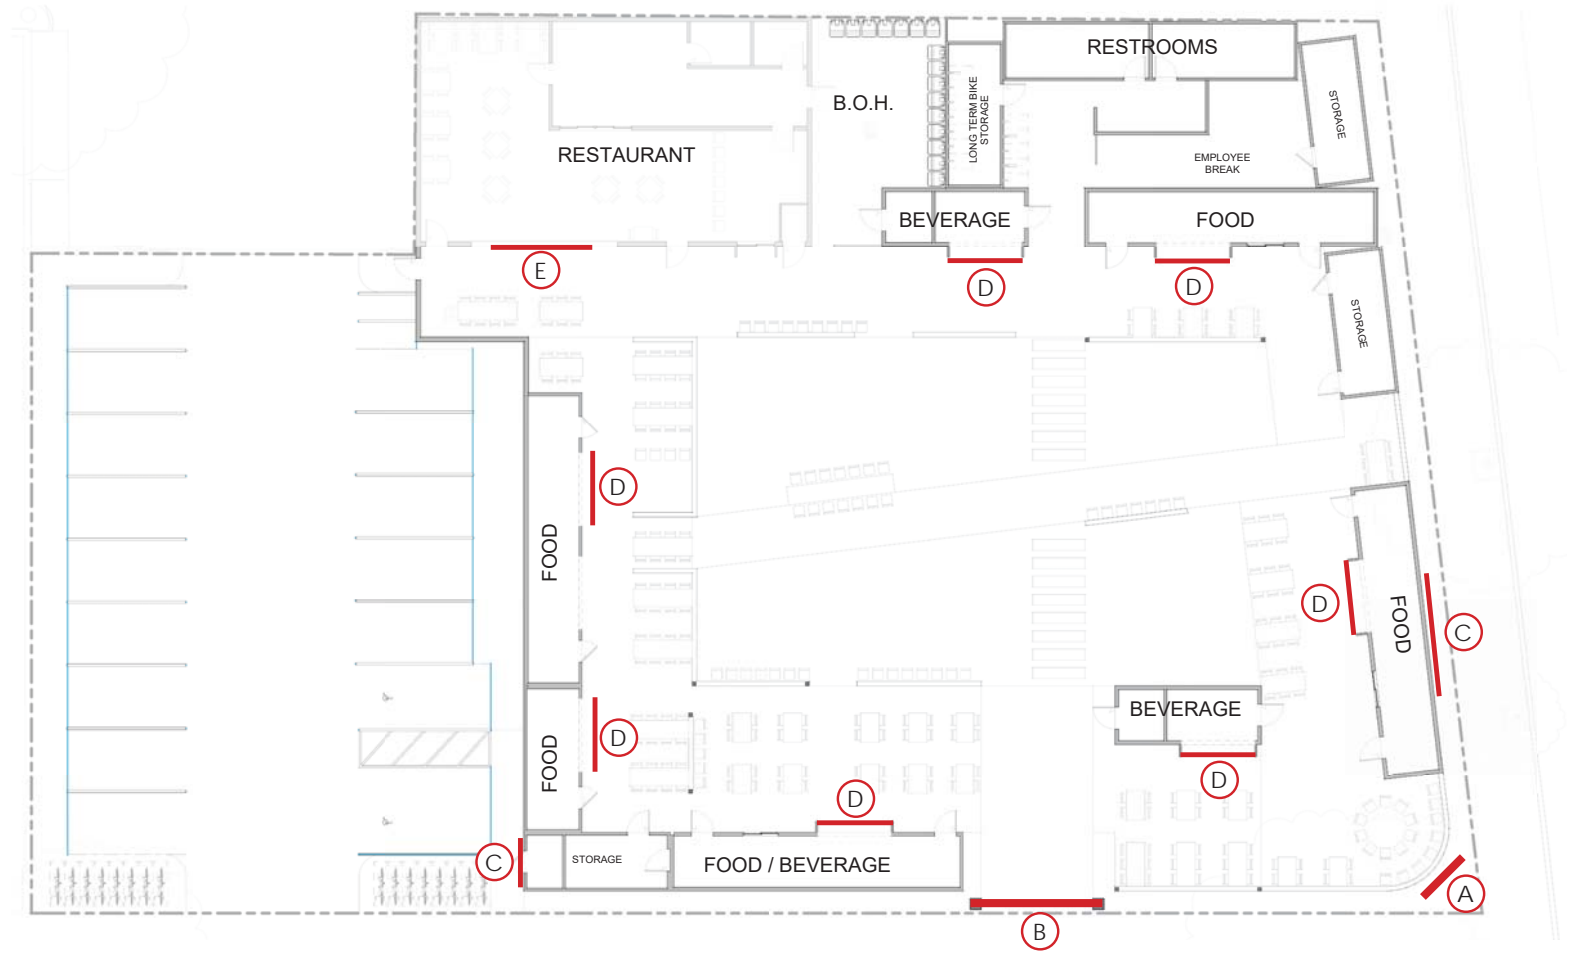 RESTROOMS
STORAGE
B.O.H.
LONG TERM BIKE
STORAGE
RESTAURANT
EMPLOYEE
BREAK
BEVERAGE
FOOD
E
D
D
STORAGE
D
FOOD
D
FOOD
C
BEVERAGE
D
FOOD
D
D
C
STORAGE
FOOD / BEVERAGE
A
B